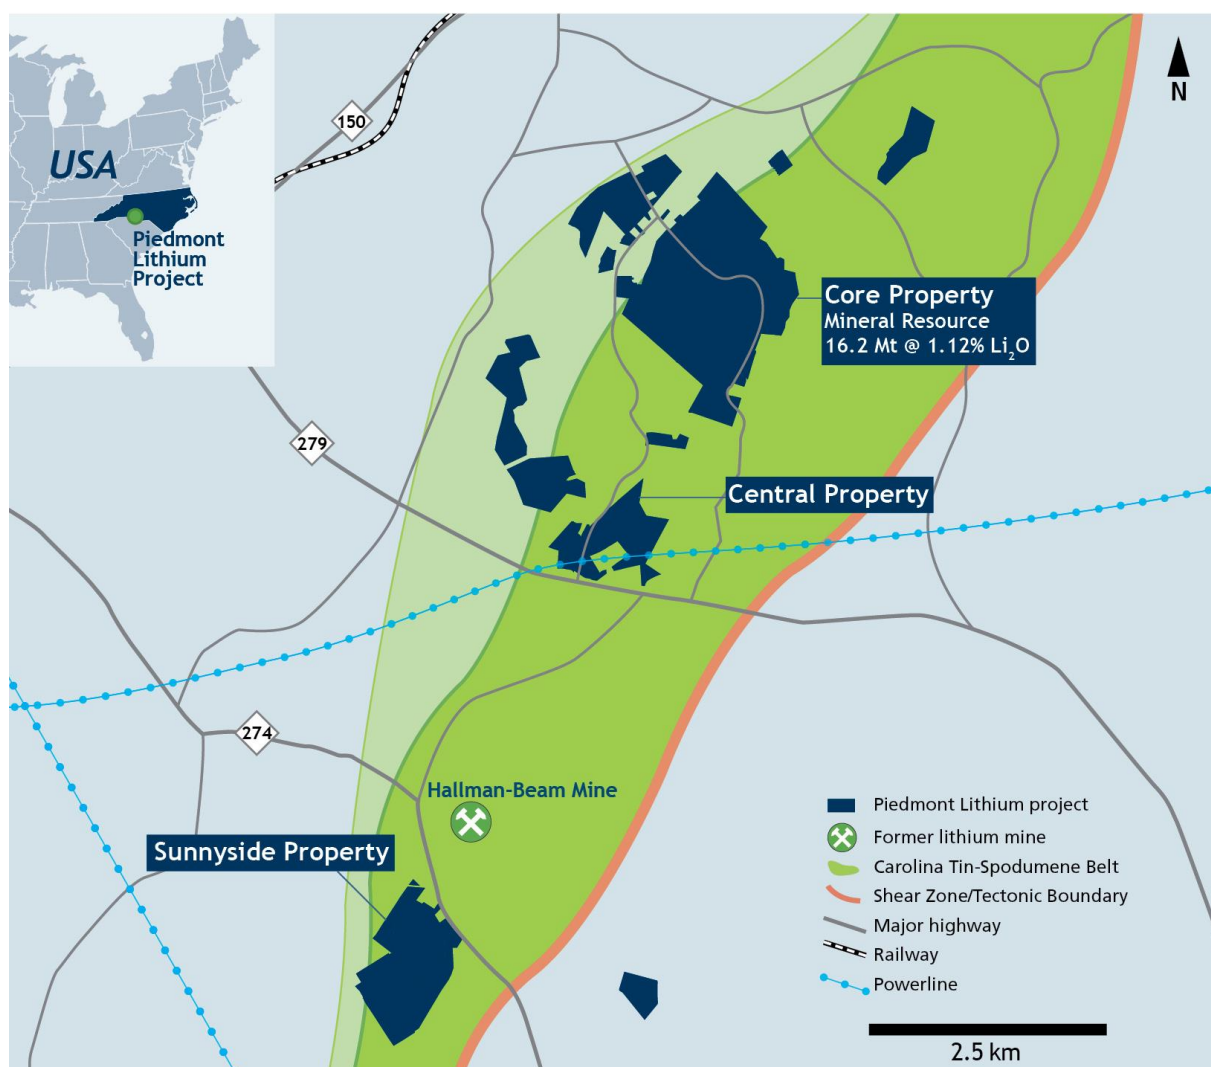 USA
Piedmont
Lithium
Project
150
N
Core Property
Mineral Resource
16.2 Mt @ 1.12% Li₂O
279
Central Property
274
Hallman-Beam Mine
Sunnyside Property
Piedmont Lithium project
Former lithium mine
Carolina Tin-Spodumene Belt
Shear Zone/Tectonic Boundary
Major highway
Railway
Powerline
2.5 km